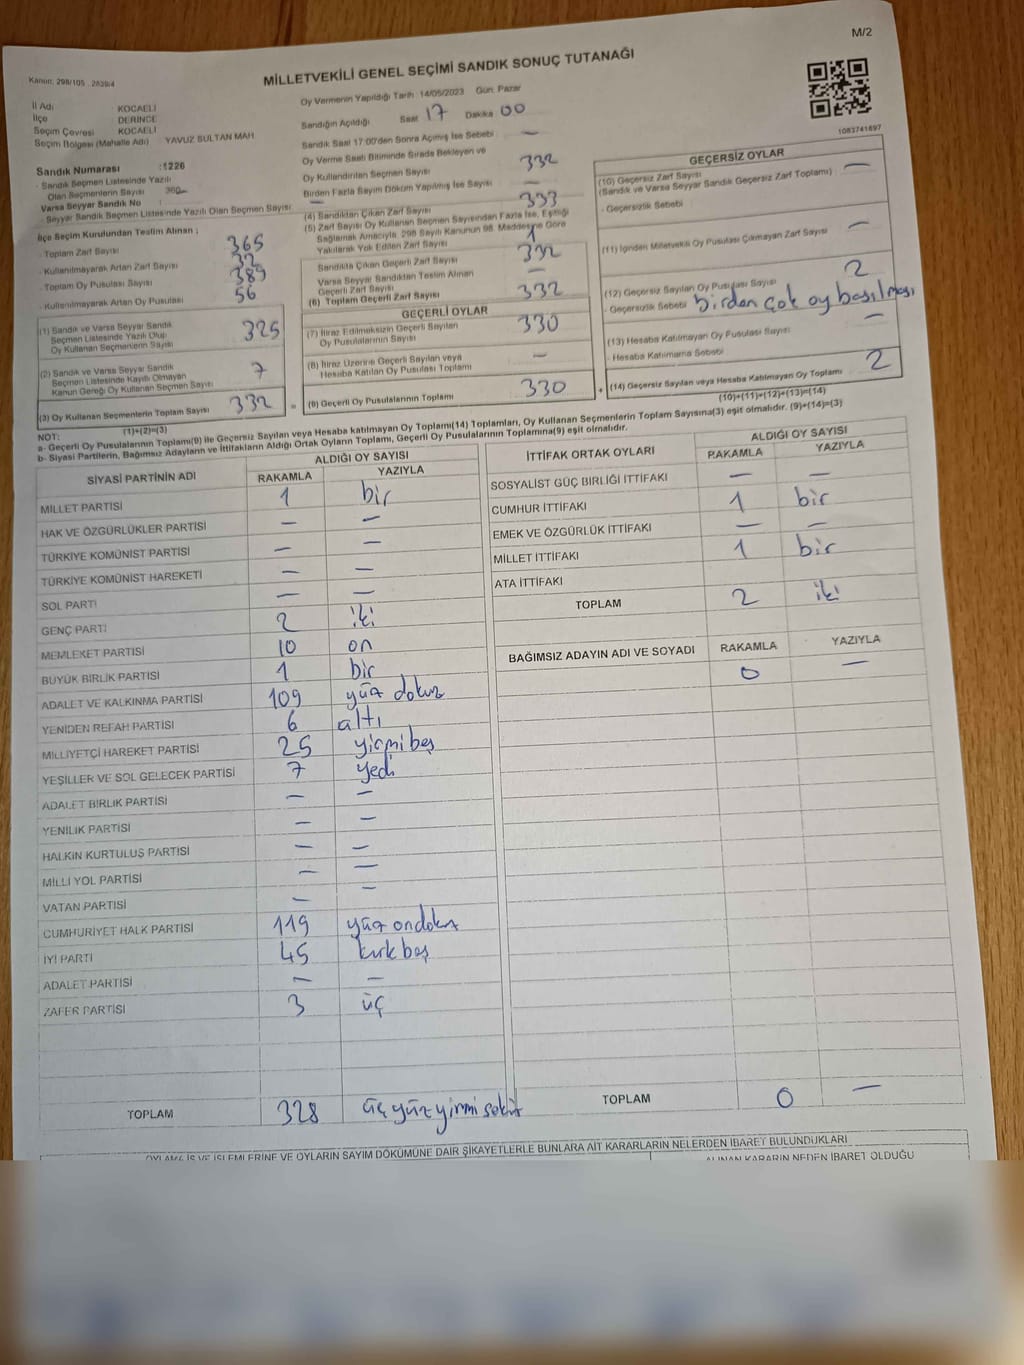 M/2
Kanun: 298/105
MİLLETVEKİLİ GENEL SEÇİMİ SANDIK SONUÇ TUTANAĞI
İl Adı : KOCAELİ
İlçe : DERİNCE
Seçim Çevresi : KOCAELİ
Seçim Bölgesi (Mahalle Adı) : YAVUZ SULTAN MAH
Sandık Numarası : 1226
- Sandık Seçmen Listesinde Yazılı
Olan Seçmenlerin Sayısı : 360
Varsa Seyyar Sandık No : —
- Seyyar Sandık Seçmen Listesinde Yazılı Olan Seçmen Sayısı
İlçe Seçim Kurulundan Teslim Alınan ;
- Toplam Zarf Sayısı 365
- Kullanılmayarak Artan Zarf Sayısı 32
- Toplam Oy Pusulası Sayısı 389
- Kullanılmayarak Artan Oy Pusulası 56
(1) Sandık ve Varsa Seyyar Sandık
Seçmen Listesinde Yazılı Olup
Oy Kullanan Seçmenlerin Sayısı 325
(2) Sandık ve Varsa Seyyar Sandık
Seçmen Listesinde Kayıtlı Olmayan
Kanun Gereği Oy Kullanan Seçmen Sayısı 7
(3) Oy Kullanan Seçmenlerin Toplam Sayısı 332
(1)+(2)=(3)
Oy Vermenin Yapıldığı Tarih : 14/05/2023 Gün: Pazar
Sandığın Açıldığı : Saat 17 Dakika 00
Sandık Saat 17:00'den Sonra Açılmış İse Sebebi : —
Oy Verme Saati Bitiminde Sırada Bekleyen ve
Oy Kullandırılan Seçmen Sayısı 332
Birden Fazla Sayım Döküm Yapılmış İse Sayısı —
(4) Sandıktan Çıkan Zarf Sayısı 333
(5) Zarf Sayısı Oy Kullanan Seçmen Sayısından Fazla İse, Eşitliği
Sağlamak Amacıyla, 298 Sayılı Kanunun 98. Maddesine Göre
Yakılarak Yok Edilen Zarf Sayısı 1
Sandıkta Çıkan Geçerli Zarf Sayısı 332
Varsa Seyyar Sandıktan Teslim Alınan
Geçerli Zarf Sayısı —
(6) Toplam Geçerli Zarf Sayısı 332
GEÇERLİ OYLAR
(7) İtiraz Edilmeksizin Geçerli Sayılan
Oy Pusulalarının Sayısı 330
(8) İtiraz Üzerine Geçerli Sayılan veya
Hesaba Katılan Oy Pusulası Toplamı —
(9) Geçerli Oy Pusulalarının Toplamı 330
1083741697
GEÇERSİZ OYLAR
(10) Geçersiz Zarf Sayısı
(Sandık ve Varsa Seyyar Sandık Geçersiz Zarf Toplamı) : —
- Geçersizlik Sebebi :
(11) İçinden Milletvekili Oy Pusulası Çıkmayan Zarf Sayısı —
(12) Geçersiz Sayılan Oy Pusulası Sayısı 2
- Geçersizlik Sebebi birden çok oy basılması
(13) Hesaba Katılmayan Oy Pusulası Sayısı —
- Hesaba Katılmama Sebebi :
(14) Geçersiz Sayılan veya Hesaba Katılmayan Oy Toplamı 2
(10)+(11)+(12)+(13)=(14)
NOT:
a- Geçerli Oy Pusulalarının Toplamı(9) ile Geçersiz Sayılan veya Hesaba katılmayan Oy Toplamı(14) Toplamları, Oy Kullanan Seçmenlerin Toplam Sayısına(3) eşit olmalıdır. (9)+(14)=(3)
b- Siyasi Partilerin, Bağımsız Adayların ve İttifakların Aldığı Ortak Oyların Toplamı, Geçerli Oy Pusulalarının Toplamına(9) eşit olmalıdır.
SİYASİ PARTİNİN ADI ALDIĞI OY SAYISI
RAKAMLA YAZIYLA
MİLLET PARTİSİ 1 bir
HAK VE ÖZGÜRLÜKLER PARTİSİ — —
TÜRKİYE KOMÜNİST PARTİSİ — —
TÜRKİYE KOMÜNİST HAREKETİ — —
SOL PARTİ — —
GENÇ PARTİ 2 iki
MEMLEKET PARTİSİ 10 on
BÜYÜK BİRLİK PARTİSİ 1 bir
ADALET VE KALKINMA PARTİSİ 109 yüz dokuz
YENİDEN REFAH PARTİSİ 6 altı
MİLLİYETÇİ HAREKET PARTİSİ 25 yirmi beş
YEŞİLLER VE SOL GELECEK PARTİSİ 7 yedi
ADALET BİRLİK PARTİSİ — —
YENİLİK PARTİSİ — —
HALKIN KURTULUŞ PARTİSİ — —
MİLLİ YOL PARTİSİ — —
VATAN PARTİSİ — —
CUMHURİYET HALK PARTİSİ 119 yüz ondokuz
İYİ PARTİ 45 kırk beş
ADALET PARTİSİ — —
ZAFER PARTİSİ 3 üç
TOPLAM 328 üç yüz yirmi sekiz
İTTİFAK ORTAK OYLARI ALDIĞI OY SAYISI
RAKAMLA YAZIYLA
SOSYALİST GÜÇ BİRLİĞİ İTTİFAKI — —
CUMHUR İTTİFAKI 1 bir
EMEK VE ÖZGÜRLÜK İTTİFAKI — —
MİLLET İTTİFAKI 1 bir
ATA İTTİFAKI
TOPLAM 2 iki
BAĞIMSIZ ADAYIN ADI VE SOYADI RAKAMLA YAZIYLA
0 —
TOPLAM 0 —
OYLAMA İŞ VE İŞLEMLERİNE VE OYLARIN SAYIM DÖKÜMÜNE DAİR ŞİKAYETLERLE BUNLARA AİT KARARLARIN NELERDEN İBARET BULUNDUKLARI
ALINAN KARARIN NEDEN İBARET OLDUĞU